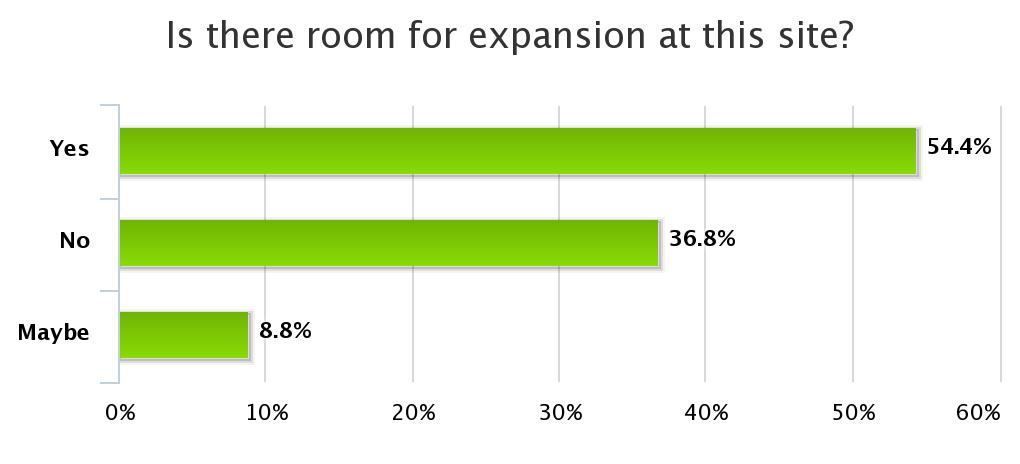 Is there room for expansion at this site?
Yes
54.4%
No
36.8%
Maybe
8.8%
0% 10% 20% 30% 40% 50% 60%